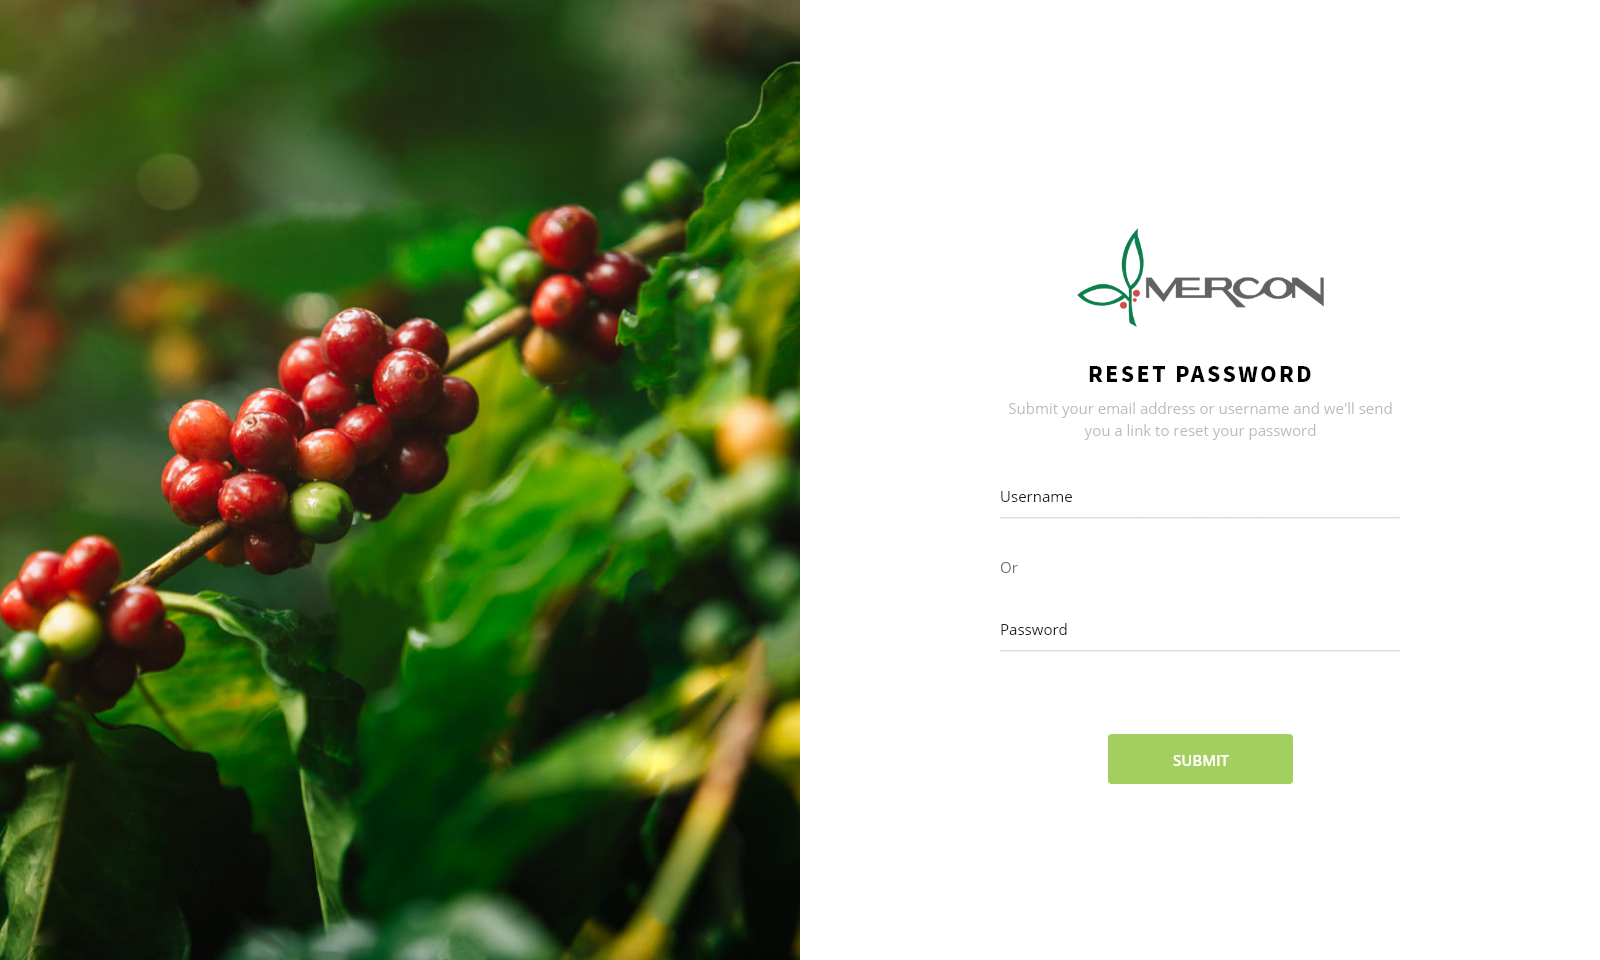 MERCON
RESET PASSWORD
Submit your email address or username and we'll send
you a link to reset your password
Username
Or
Password
SUBMIT